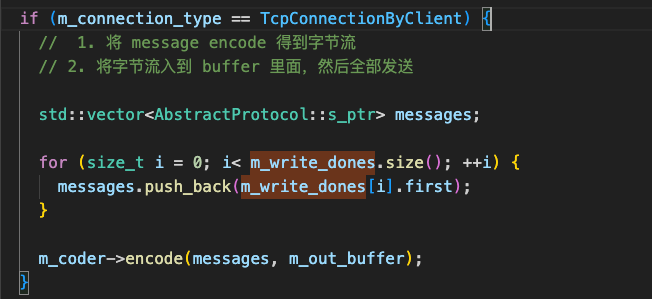 if (m_connection_type == TcpConnectionByClient) {
//  1. 将 message encode 得到字节流
// 2. 将字节流入到 buffer 里面，然后全部发送
std::vector<AbstractProtocol::s_ptr> messages;
for (size_t i = 0; i< m_write_dones.size(); ++i) {
messages.push_back(m_write_dones[i].first);
}
m_coder->encode(messages, m_out_buffer);
}